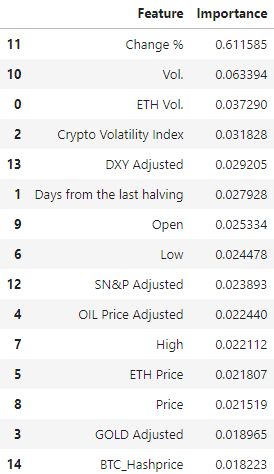 Feature Importance
11 Change % 0.611585
10 Vol. 0.063394
0 ETH Vol. 0.037290
2 Crypto Volatility Index 0.031828
13 DXY Adjusted 0.029205
1 Days from the last halving 0.027928
9 Open 0.025334
6 Low 0.024478
12 SN&P Adjusted 0.023893
4 OIL Price Adjusted 0.022440
7 High 0.022112
5 ETH Price 0.021807
8 Price 0.021519
3 GOLD Adjusted 0.018965
14 BTC_Hashprice 0.018223